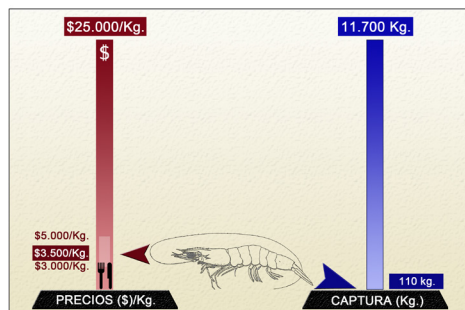 $25.000/Kg.
11.700 Kg.
$
$5.000/Kg.
$3.500/Kg.
$3.000/Kg.
110 kg.
PRECIOS ($)/Kg.
CAPTURA (Kg.)